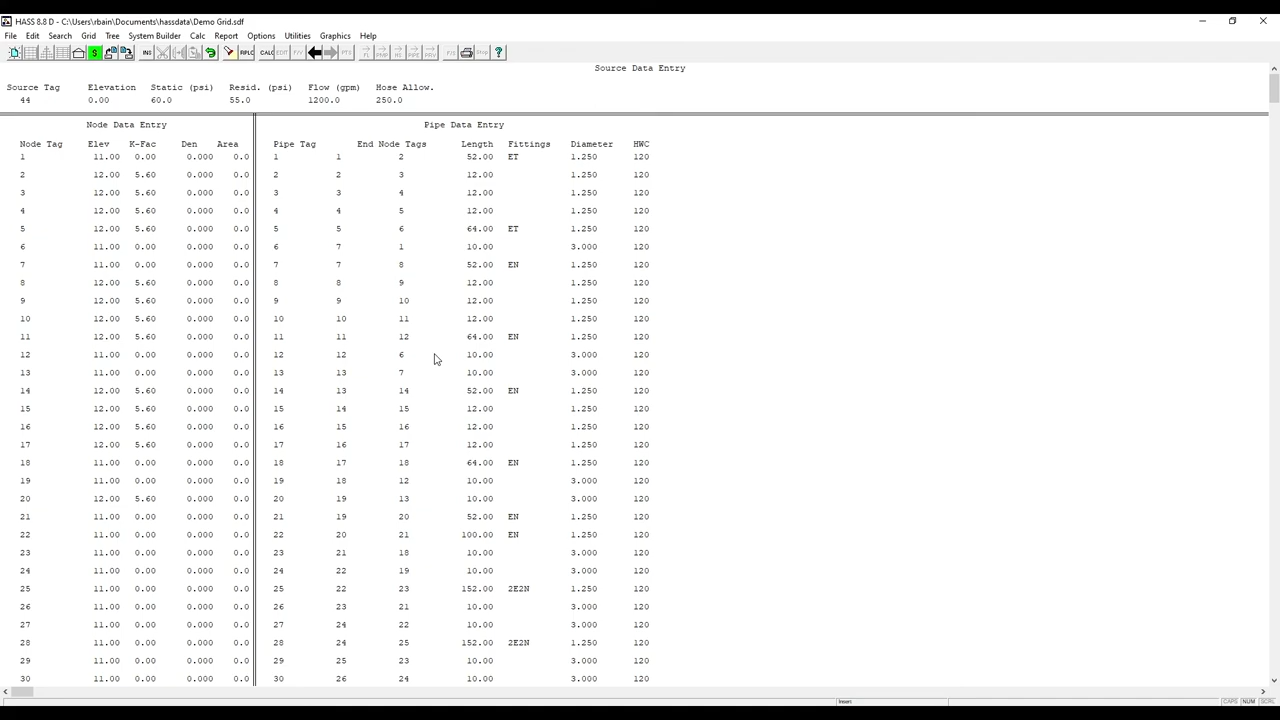 HASS 8.8 D - C:\Users\rbain\Documents\hassdata\Demo Grid.sdf
File Edit Search Grid Tree System Builder Calc Report Options Utilities Graphics Help
$ INS RPLC CALC EDIT F/V PTS FL PMP HS PIPE PRV F/S Stop ?
Source Data Entry
Source Tag Elevation Static (psi) Resid. (psi) Flow (gpm) Hose Allow.
44 0.00 60.0 55.0 1200.0 250.0
Node Data Entry Pipe Data Entry
Node Tag Elev K-Fac Den Area Pipe Tag End Node Tags Length Fittings Diameter HWC
1 11.00 0.00 0.000 0.0 1 1 2 52.00 ET 1.250 120
2 12.00 5.60 0.000 0.0 2 2 3 12.00 1.250 120
3 12.00 5.60 0.000 0.0 3 3 4 12.00 1.250 120
4 12.00 5.60 0.000 0.0 4 4 5 12.00 1.250 120
5 12.00 5.60 0.000 0.0 5 5 6 64.00 ET 1.250 120
6 11.00 0.00 0.000 0.0 6 7 1 10.00 3.000 120
7 11.00 0.00 0.000 0.0 7 7 8 52.00 EN 1.250 120
8 12.00 5.60 0.000 0.0 8 8 9 12.00 1.250 120
9 12.00 5.60 0.000 0.0 9 9 10 12.00 1.250 120
10 12.00 5.60 0.000 0.0 10 10 11 12.00 1.250 120
11 12.00 5.60 0.000 0.0 11 11 12 64.00 EN 1.250 120
12 11.00 0.00 0.000 0.0 12 12 6 10.00 3.000 120
13 11.00 0.00 0.000 0.0 13 13 7 10.00 3.000 120
14 12.00 5.60 0.000 0.0 14 13 14 52.00 EN 1.250 120
15 12.00 5.60 0.000 0.0 15 14 15 12.00 1.250 120
16 12.00 5.60 0.000 0.0 16 15 16 12.00 1.250 120
17 12.00 5.60 0.000 0.0 17 16 17 12.00 1.250 120
18 11.00 0.00 0.000 0.0 18 17 18 64.00 EN 1.250 120
19 11.00 0.00 0.000 0.0 19 18 12 10.00 3.000 120
20 12.00 5.60 0.000 0.0 20 19 13 10.00 3.000 120
21 11.00 0.00 0.000 0.0 21 19 20 52.00 EN 1.250 120
22 11.00 0.00 0.000 0.0 22 20 21 100.00 EN 1.250 120
23 11.00 0.00 0.000 0.0 23 21 18 10.00 3.000 120
24 11.00 0.00 0.000 0.0 24 22 19 10.00 3.000 120
25 11.00 0.00 0.000 0.0 25 22 23 152.00 2E2N 1.250 120
26 11.00 0.00 0.000 0.0 26 23 21 10.00 3.000 120
27 11.00 0.00 0.000 0.0 27 24 22 10.00 3.000 120
28 11.00 0.00 0.000 0.0 28 24 25 152.00 2E2N 1.250 120
29 11.00 0.00 0.000 0.0 29 25 23 10.00 3.000 120
30 11.00 0.00 0.000 0.0 30 26 24 10.00 3.000 120
Insert CAPS NUM SCRL